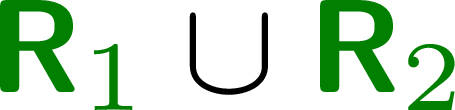 R₁ ∪ R₂